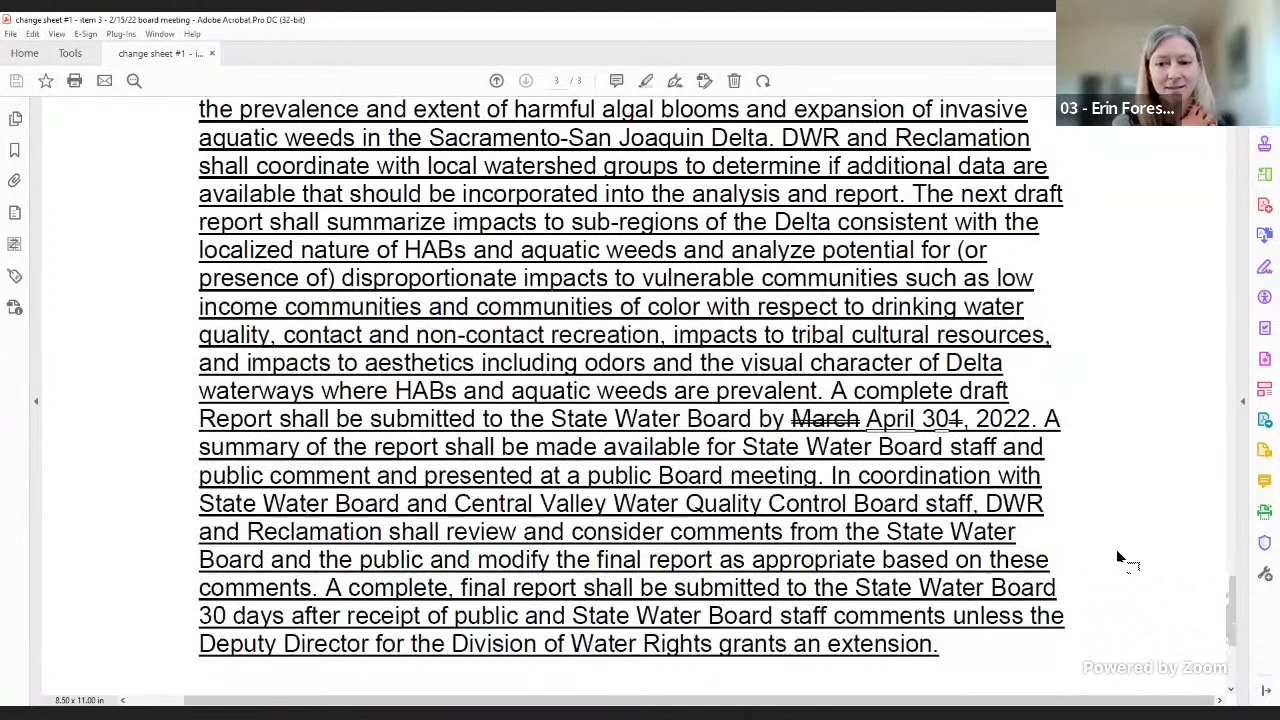 change sheet #1 - item 3 - 2/15/22 board meeting - Adobe Acrobat Pro DC (32-bit)
File Edit View E-Sign Plug-Ins Window Help
Home Tools change sheet #1 - i... ×
3 / 3
03 - Erin Fores...
the prevalence and extent of harmful algal blooms and expansion of invasive
aquatic weeds in the Sacramento-San Joaquin Delta. DWR and Reclamation
shall coordinate with local watershed groups to determine if additional data are
available that should be incorporated into the analysis and report. The next draft
report shall summarize impacts to sub-regions of the Delta consistent with the
localized nature of HABs and aquatic weeds and analyze potential for (or
presence of) disproportionate impacts to vulnerable communities such as low
income communities and communities of color with respect to drinking water
quality, contact and non-contact recreation, impacts to tribal cultural resources,
and impacts to aesthetics including odors and the visual character of Delta
waterways where HABs and aquatic weeds are prevalent. A complete draft
Report shall be submitted to the State Water Board by March April 301, 2022. A
summary of the report shall be made available for State Water Board staff and
public comment and presented at a public Board meeting. In coordination with
State Water Board and Central Valley Water Quality Control Board staff, DWR
and Reclamation shall review and consider comments from the State Water
Board and the public and modify the final report as appropriate based on these
comments. A complete, final report shall be submitted to the State Water Board
30 days after receipt of public and State Water Board staff comments unless the
Deputy Director for the Division of Water Rights grants an extension.
Powered by Zoom
8.50 x 11.00 in